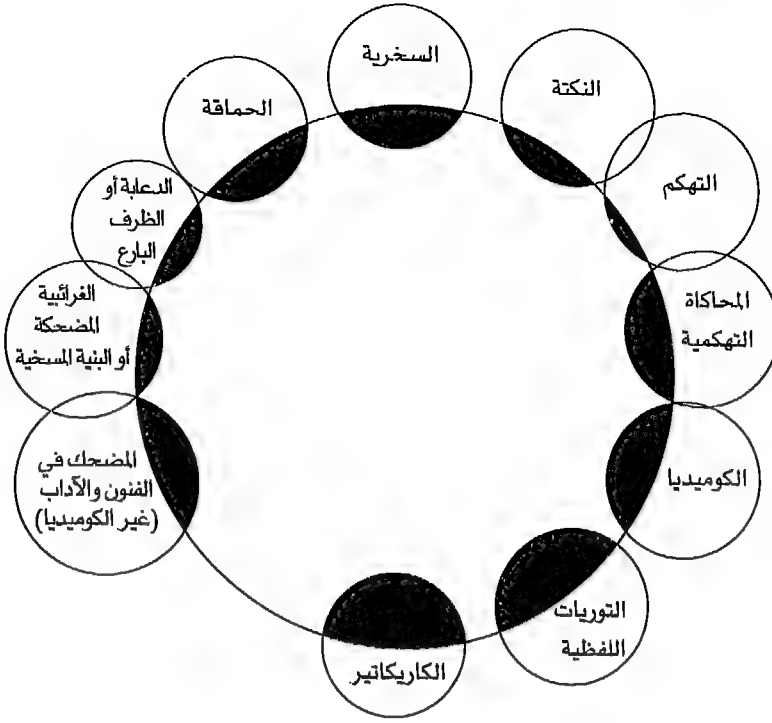 السخرية
النكتة
التهكم
المحاكاة
التهكمية
الكوميديا
التوريات
اللفظية
الكاريكاتير
المضحك في
الفنون والآداب
(غير الكوميديا)
الغرائبية
المضحكة
أو البنية المسخية
الدعابة أو
الظرف
البارع
الحماقة